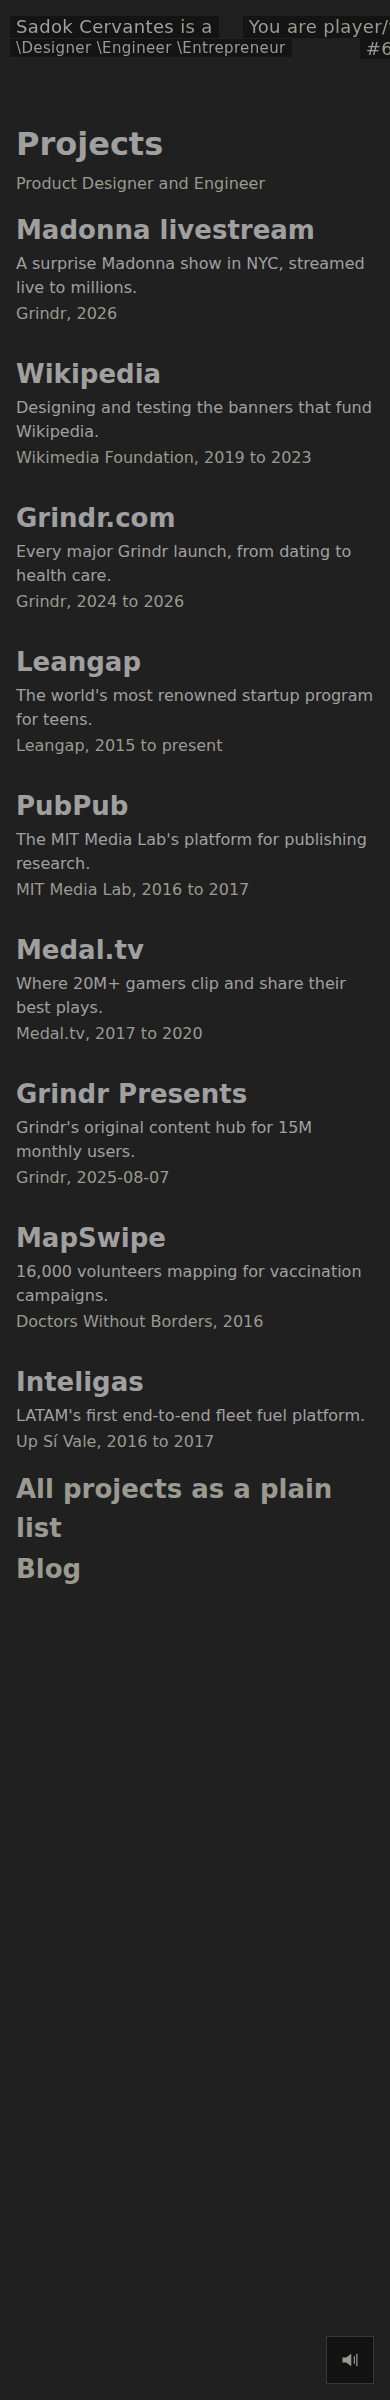 Sadok Cervantes is a
\Designer \Engineer \Entrepreneur
You are player/
#6
Projects
Product Designer and Engineer
Madonna livestream
A surprise Madonna show in NYC, streamed
live to millions.
Grindr, 2026
Wikipedia
Designing and testing the banners that fund
Wikipedia.
Wikimedia Foundation, 2019 to 2023
Grindr.com
Every major Grindr launch, from dating to
health care.
Grindr, 2024 to 2026
Leangap
The world's most renowned startup program
for teens.
Leangap, 2015 to present
PubPub
The MIT Media Lab's platform for publishing
research.
MIT Media Lab, 2016 to 2017
Medal.tv
Where 20M+ gamers clip and share their
best plays.
Medal.tv, 2017 to 2020
Grindr Presents
Grindr's original content hub for 15M
monthly users.
Grindr, 2025-08-07
MapSwipe
16,000 volunteers mapping for vaccination
campaigns.
Doctors Without Borders, 2016
Inteligas
LATAM's first end-to-end fleet fuel platform.
Up Sí Vale, 2016 to 2017
All projects as a plain
list
Blog